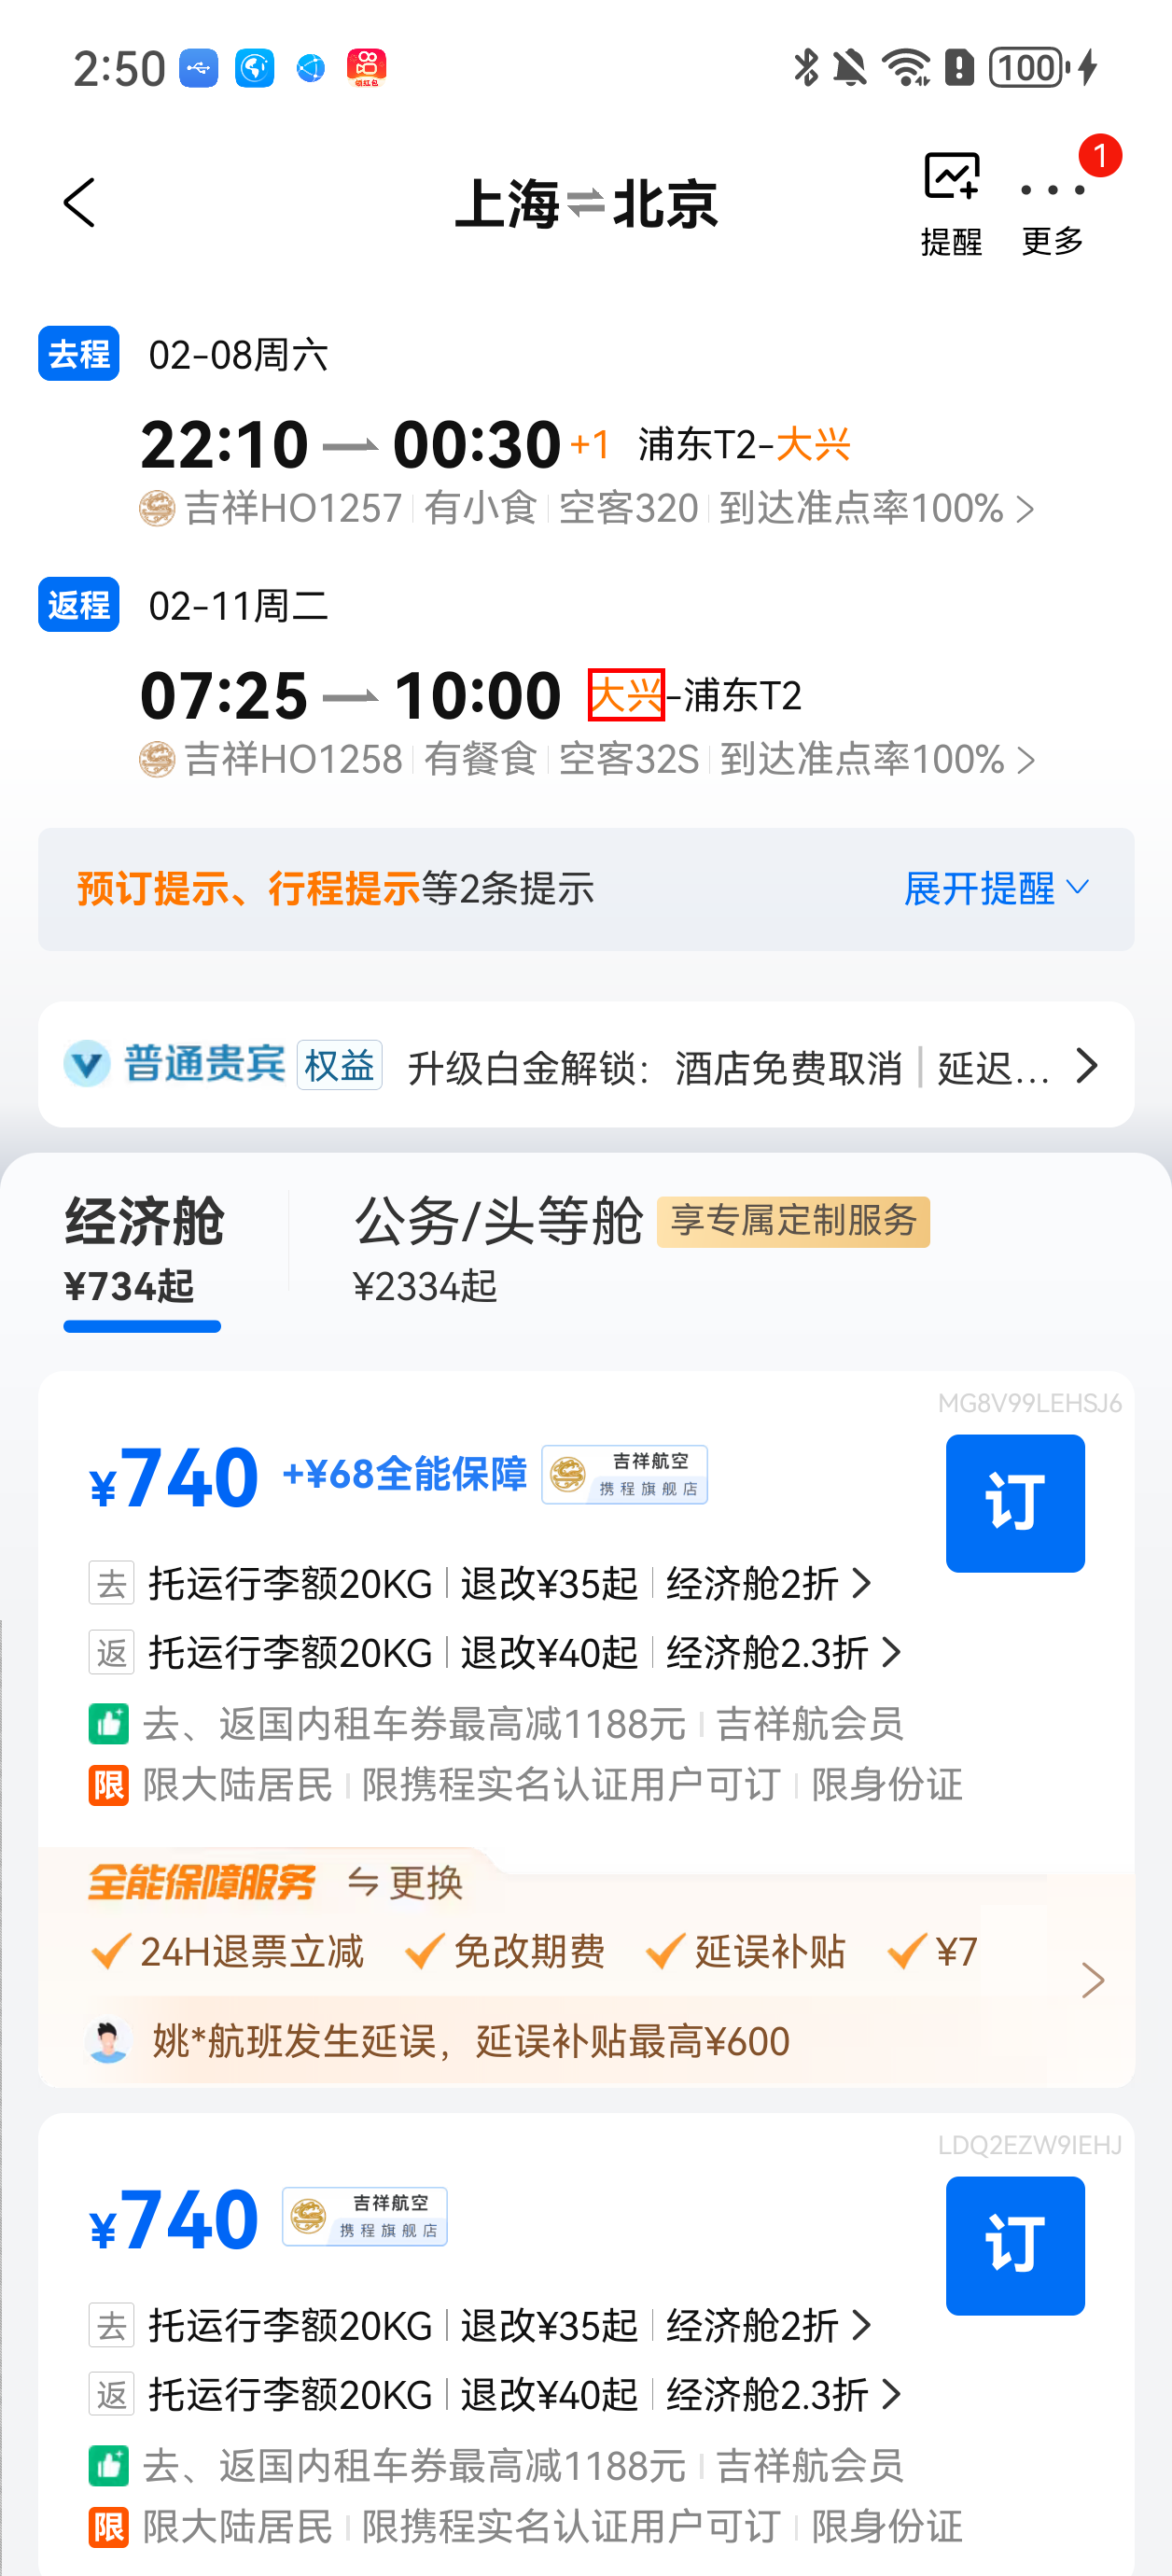 2:50 领红包 100
上海⇌北京
提醒 更多 1
去程 02-08周六
22:10 00:30 +1 浦东T2-大兴
吉祥HO1257 有小食 空客320 到达准点率100%
返程 02-11周二
07:25 10:00 大兴-浦东T2
吉祥HO1258 有餐食 空客32S 到达准点率100%
预订提示、行程提示等2条提示 展开提醒
普通贵宾 权益 升级白金解锁：酒店免费取消 | 延迟...
经济舱 公务/头等舱 享专属定制服务
¥734起 ¥2334起
MG8V99LEHSJ6
¥740 +¥68全能保障 吉祥航空 携程旗舰店 订
去 托运行李额20KG 退改¥35起 经济舱2折
返 托运行李额20KG 退改¥40起 经济舱2.3折
去、返国内租车券最高减1188元 吉祥航会员
限 限大陆居民 限携程实名认证用户可订 限身份证
全能保障服务 更换
24H退票立减 免改期费 延误补贴 ¥7
姚*航班发生延误，延误补贴最高¥600
LDQ2EZW9IEHJ
¥740 吉祥航空 携程旗舰店 订
去 托运行李额20KG 退改¥35起 经济舱2折
返 托运行李额20KG 退改¥40起 经济舱2.3折
去、返国内租车券最高减1188元 吉祥航会员
限 限大陆居民 限携程实名认证用户可订 限身份证